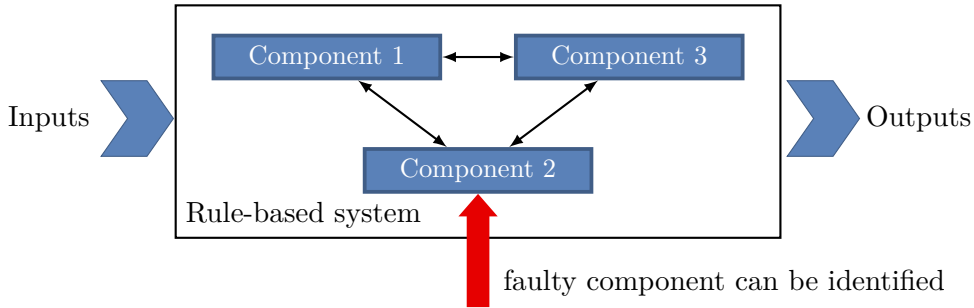 Component 1
Component 3
Inputs
Outputs
Component 2
Rule-based system
faulty component can be identified